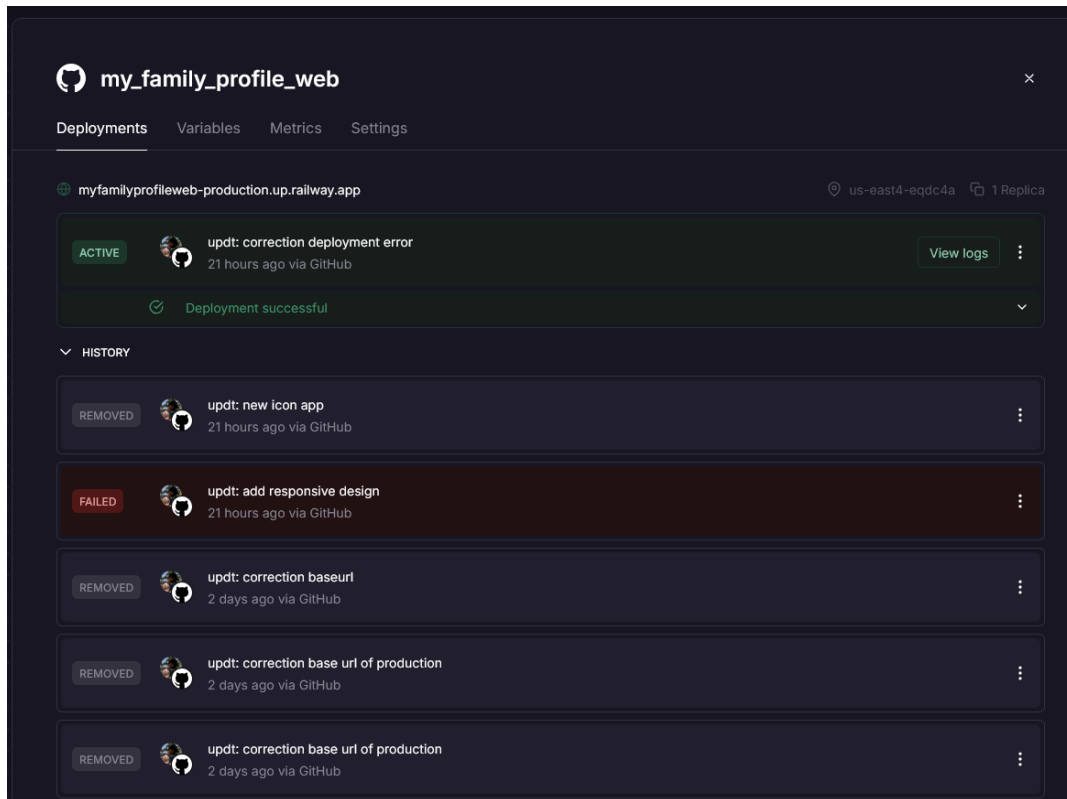 my_family_profile_web
Deployments Variables Metrics Settings
myfamilyprofileweb-production.up.railway.app us-east4-eqdc4a 1 Replica
ACTIVE
updt: correction deployment error
21 hours ago via GitHub
View logs
Deployment successful
HISTORY
REMOVED
updt: new icon app
21 hours ago via GitHub
FAILED
updt: add responsive design
21 hours ago via GitHub
REMOVED
updt: correction baseurl
2 days ago via GitHub
REMOVED
updt: correction base url of production
2 days ago via GitHub
REMOVED
updt: correction base url of production
2 days ago via GitHub